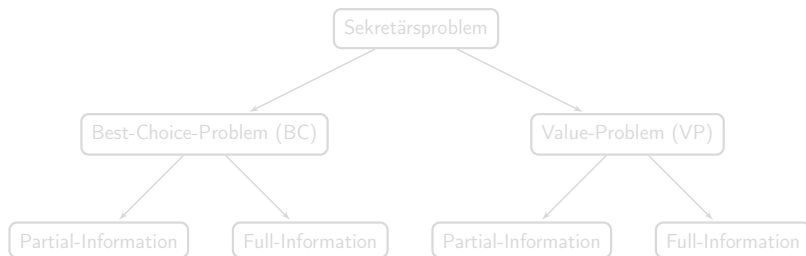 Sekretärsproblem
Best-Choice-Problem (BC)
Value-Problem (VP)
Partial-Information
Full-Information
Partial-Information
Full-Information